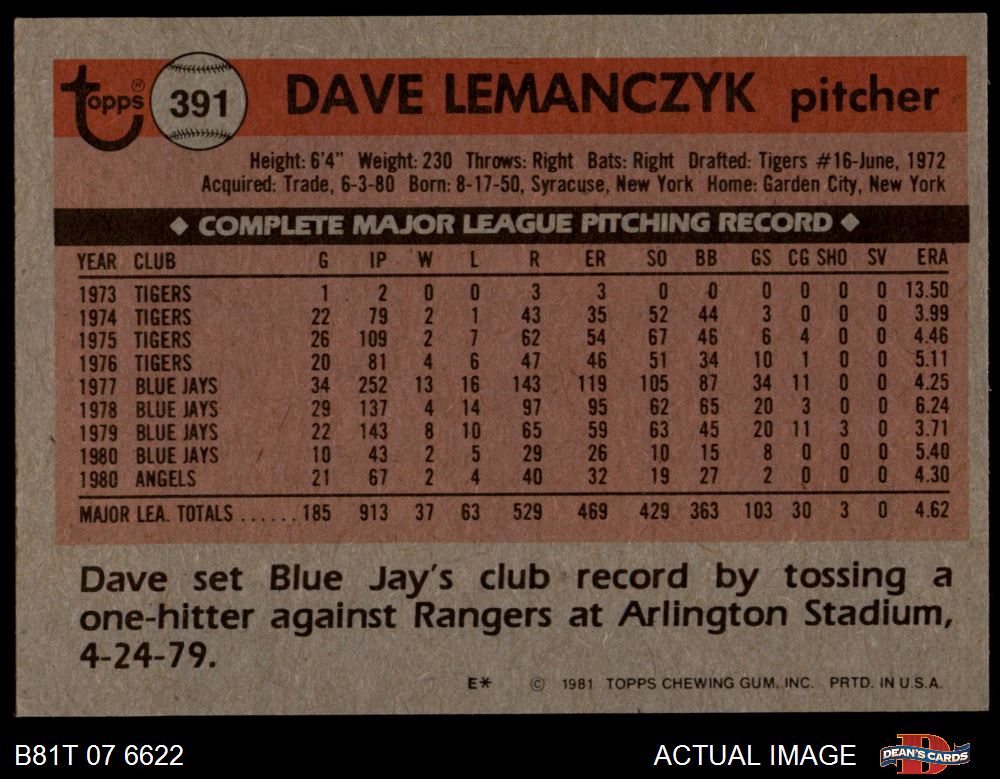 Topps® 391 DAVE LEMANCZYK pitcher
Height: 6'4" Weight: 230 Throws: Right Bats: Right Drafted: Tigers #16-June, 1972
Acquired: Trade, 6-3-80 Born: 8-17-50, Syracuse, New York Home: Garden City, New York
◆ COMPLETE MAJOR LEAGUE PITCHING RECORD ◆
YEAR CLUB G IP W L R ER SO BB GS CG SHO SV ERA
1973 TIGERS 1 2 0 0 3 3 0 0 0 0 0 0 13.50
1974 TIGERS 22 79 2 1 43 35 52 44 3 0 0 0 3.99
1975 TIGERS 26 109 2 7 62 54 67 46 6 4 0 0 4.46
1976 TIGERS 20 81 4 6 47 46 51 34 10 1 0 0 5.11
1977 BLUE JAYS 34 252 13 16 143 119 105 87 34 11 0 0 4.25
1978 BLUE JAYS 29 137 4 14 97 95 62 65 20 3 0 0 6.24
1979 BLUE JAYS 22 143 8 10 65 59 63 45 20 11 3 0 3.71
1980 BLUE JAYS 10 43 2 5 29 26 10 15 8 0 0 0 5.40
1980 ANGELS 21 67 2 4 40 32 19 27 2 0 0 0 4.30
MAJOR LEA. TOTALS ...... 185 913 37 63 529 469 429 363 103 30 3 0 4.62
Dave set Blue Jay's club record by tossing a
one-hitter against Rangers at Arlington Stadium,
4-24-79.
E* © 1981 TOPPS CHEWING GUM, INC. PRTD. IN U.S.A.
B81T 07 6622 ACTUAL IMAGE DEAN'S CARDS